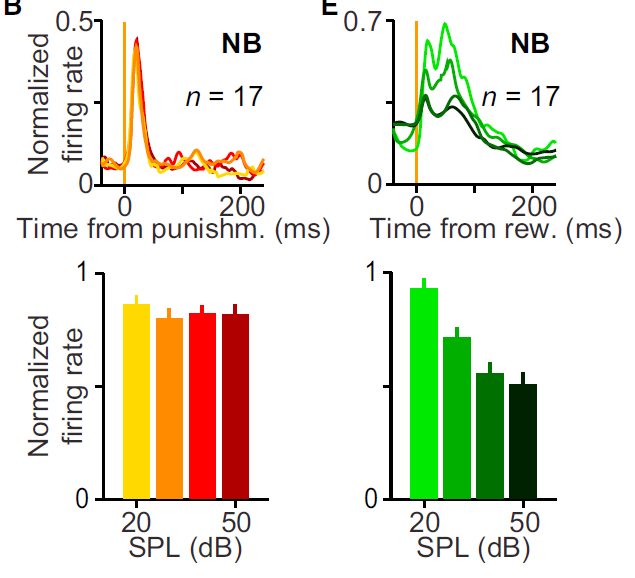 B
0.5
NB
n = 17
Normalized
firing rate
0
0
200
Time from punishm. (ms)
E
0.7
NB
n = 17
0
0
200
Time from rew. (ms)
1
Normalized
firing rate
0
20
50
SPL (dB)
1
0
20
50
SPL (dB)